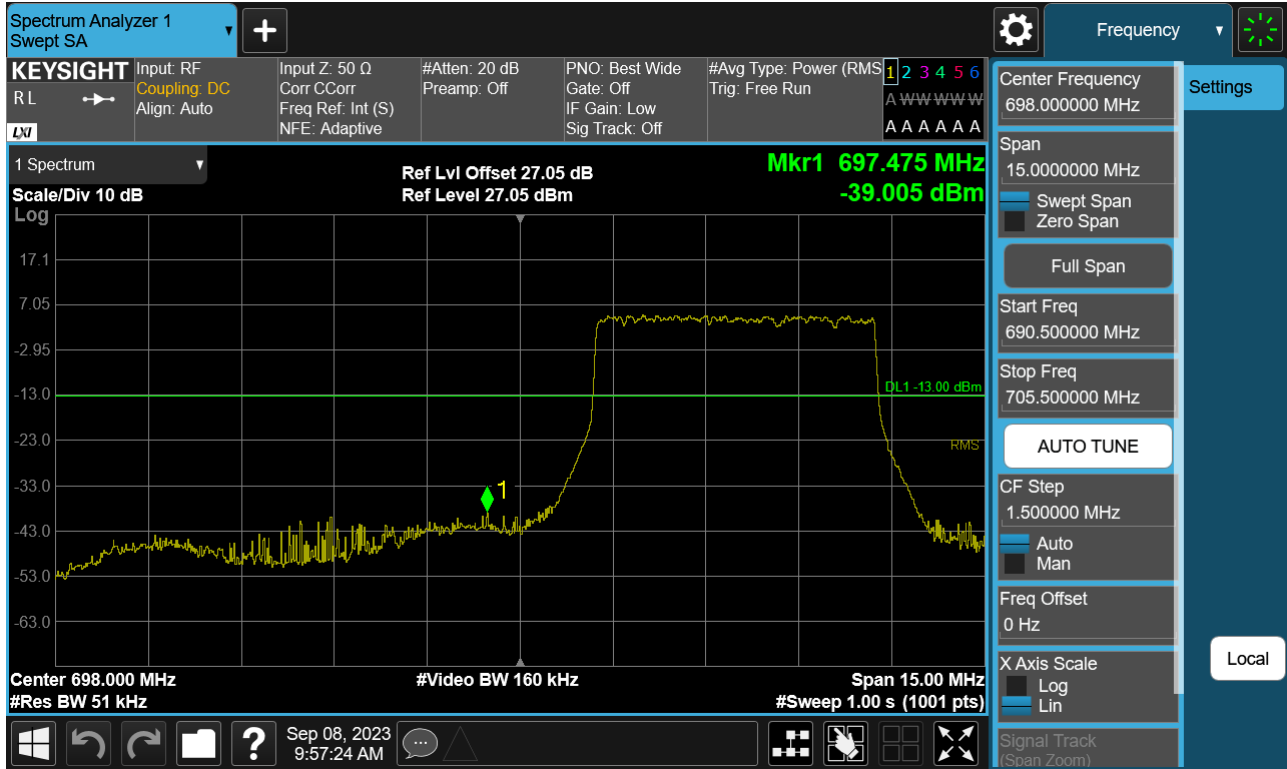 Spectrum Analyzer 1
Swept SA
Frequency
KEYSIGHT
R L
LXI
Input: RF
Coupling: DC
Align: Auto
Input Z: 50 Ω
Corr CCorr
Freq Ref: Int (S)
NFE: Adaptive
#Atten: 20 dB
Preamp: Off
PNO: Best Wide
Gate: Off
IF Gain: Low
Sig Track: Off
#Avg Type: Power (RMS
Trig: Free Run
1 2 3 4 5 6
A W W W W W
A A A A A A
1 Spectrum
Scale/Div 10 dB
Log
Ref Lvl Offset 27.05 dB
Ref Level 27.05 dBm
Mkr1 697.475 MHz
-39.005 dBm
17.1
7.05
-2.95
-13.0
DL1 -13.00 dBm
-23.0
RMS
-33.0
1
-43.0
-53.0
-63.0
Center 698.000 MHz
#Video BW 160 kHz
Span 15.00 MHz
#Res BW 51 kHz
#Sweep 1.00 s (1001 pts)
Sep 08, 2023
9:57:24 AM
?
Center Frequency
698.000000 MHz
Span
15.0000000 MHz
Swept Span
Zero Span
Full Span
Start Freq
690.500000 MHz
Stop Freq
705.500000 MHz
AUTO TUNE
CF Step
1.500000 MHz
Auto
Man
Freq Offset
0 Hz
X Axis Scale
Log
Lin
Signal Track
(Span Zoom)
Settings
Local